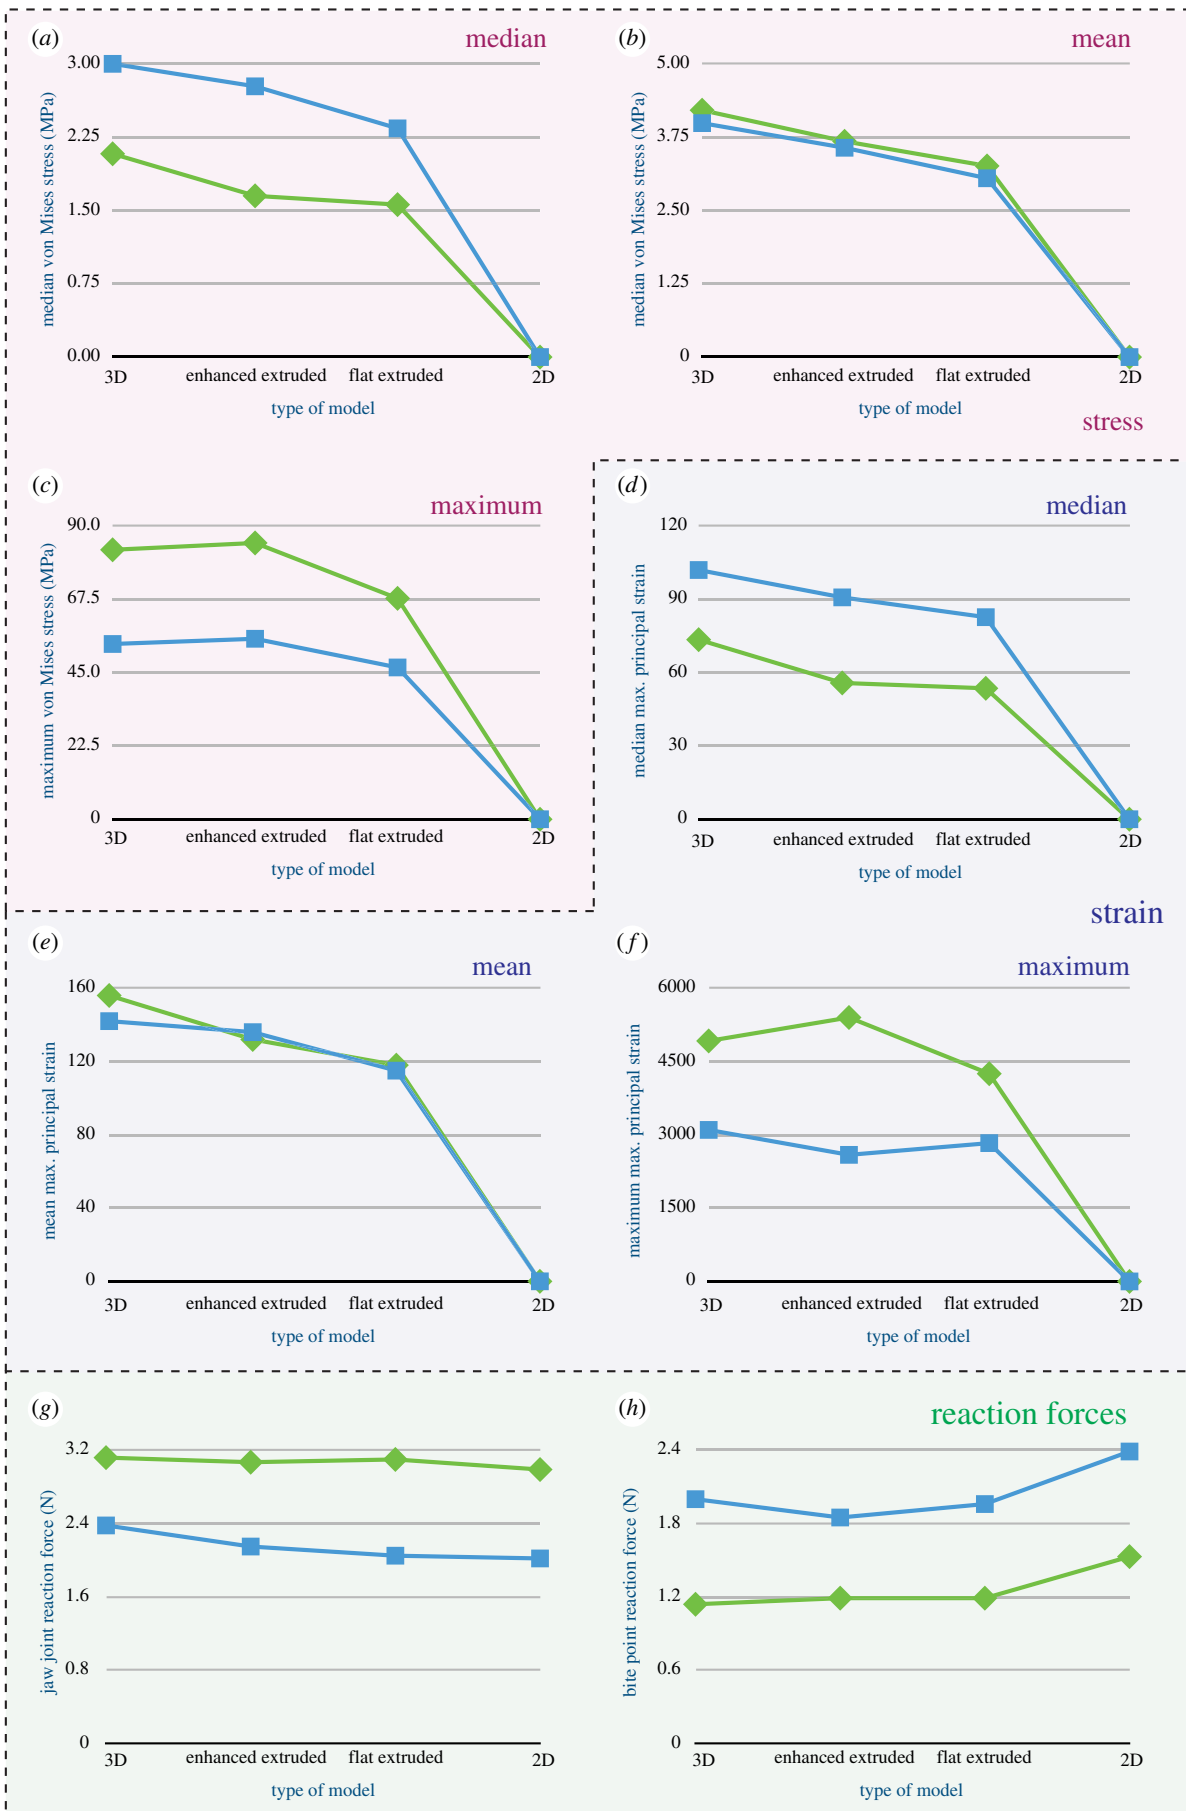 (a)
median
median von Mises stress (MPa)
3.00
2.25
1.50
0.75
0.00
3D
enhanced extruded
flat extruded
2D
type of model
(b)
mean
median von Mises stress (MPa)
5.00
3.75
2.50
1.25
0
3D
enhanced extruded
flat extruded
2D
type of model
stress
(c)
maximum
maximum von Mises stress (MPa)
90.0
67.5
45.0
22.5
0
3D
enhanced extruded
flat extruded
2D
type of model
(d)
median
median max. principal strain
120
90
60
30
0
3D
enhanced extruded
flat extruded
2D
type of model
strain
(e)
mean
mean max. principal strain
160
120
80
40
0
3D
enhanced extruded
flat extruded
2D
type of model
(f)
maximum
maximum max. principal strain
6000
4500
3000
1500
0
3D
enhanced extruded
flat extruded
2D
type of model
(g)
jaw joint reaction force (N)
3.2
2.4
1.6
0.8
0
3D
enhanced extruded
flat extruded
2D
type of model
(h)
reaction forces
bite point reaction force (N)
2.4
1.8
1.2
0.6
0
3D
enhanced extruded
flat extruded
2D
type of model